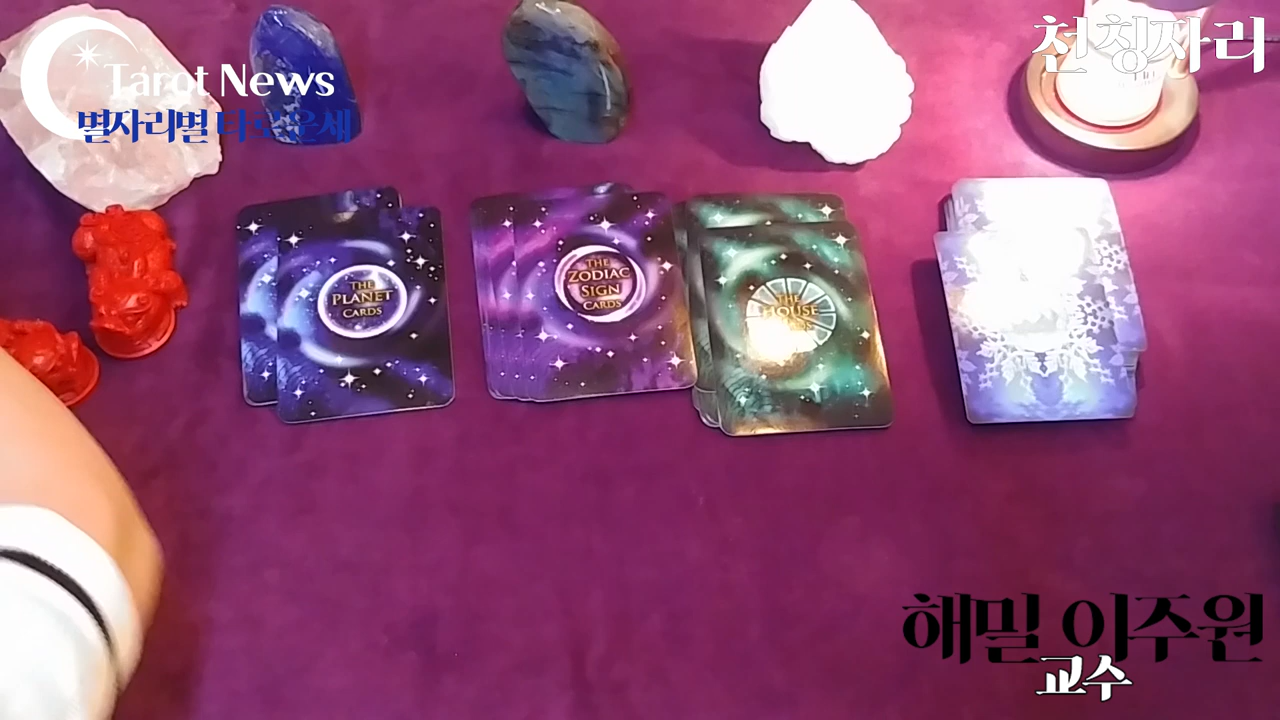 Tarot News
별자리별 타로운세
천칭자리
THE
PLANET
CARDS
THE
ZODIAC
SIGN
CARDS
THE
HOUSE
해밀 이주원
교수